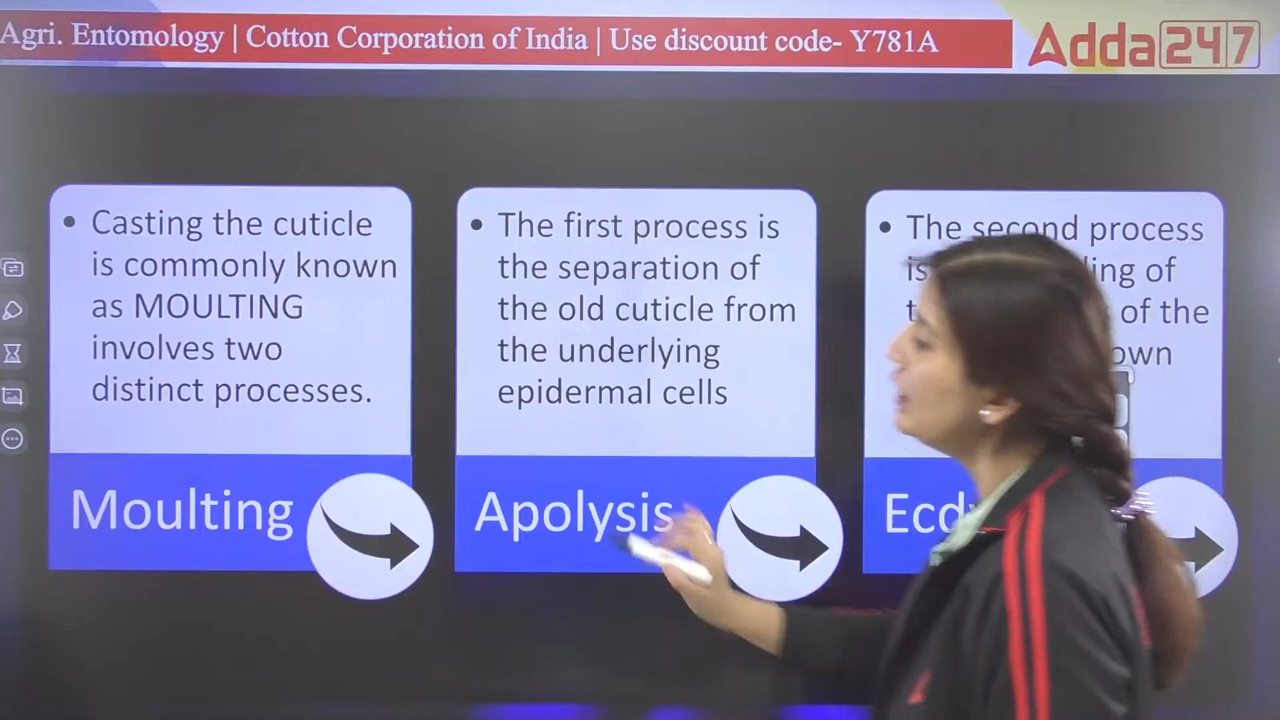 Agri. Entomology | Cotton Corporation of India | Use discount code- Y781A
Adda247
• Casting the cuticle
is commonly known
as MOULTING
involves two
distinct processes.
Moulting
• The first process is
the separation of
the old cuticle from
the underlying
epidermal cells
Apolysis
• The second process
of
of the